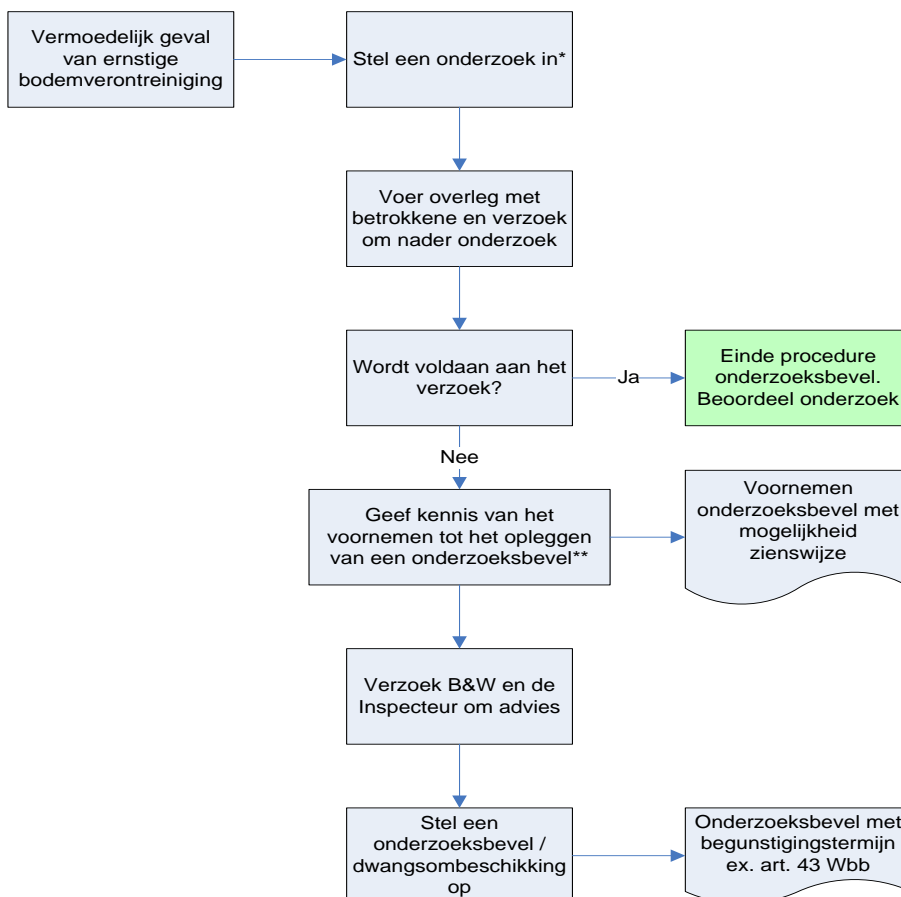 Vermoedelijk geval
van ernstige
bodemverontreiniging
Stel een onderzoek in*
Voer overleg met
betrokkene en verzoek
om nader onderzoek
Wordt voldaan aan het
verzoek?
Ja
Einde procedure
onderzoeksbevel.
Beoordeel onderzoek
Nee
Geef kennis van het
voornemen tot het opleggen
van een onderzoeksbevel**
Voornemen
onderzoeksbevel met
mogelijkheid
zienswijze
Verzoek B&W en de
Inspecteur om advies
Stel een
onderzoeksbevel /
dwangsombeschikking
op
Onderzoeksbevel met
begunstigingstermijn
ex. art. 43 Wbb